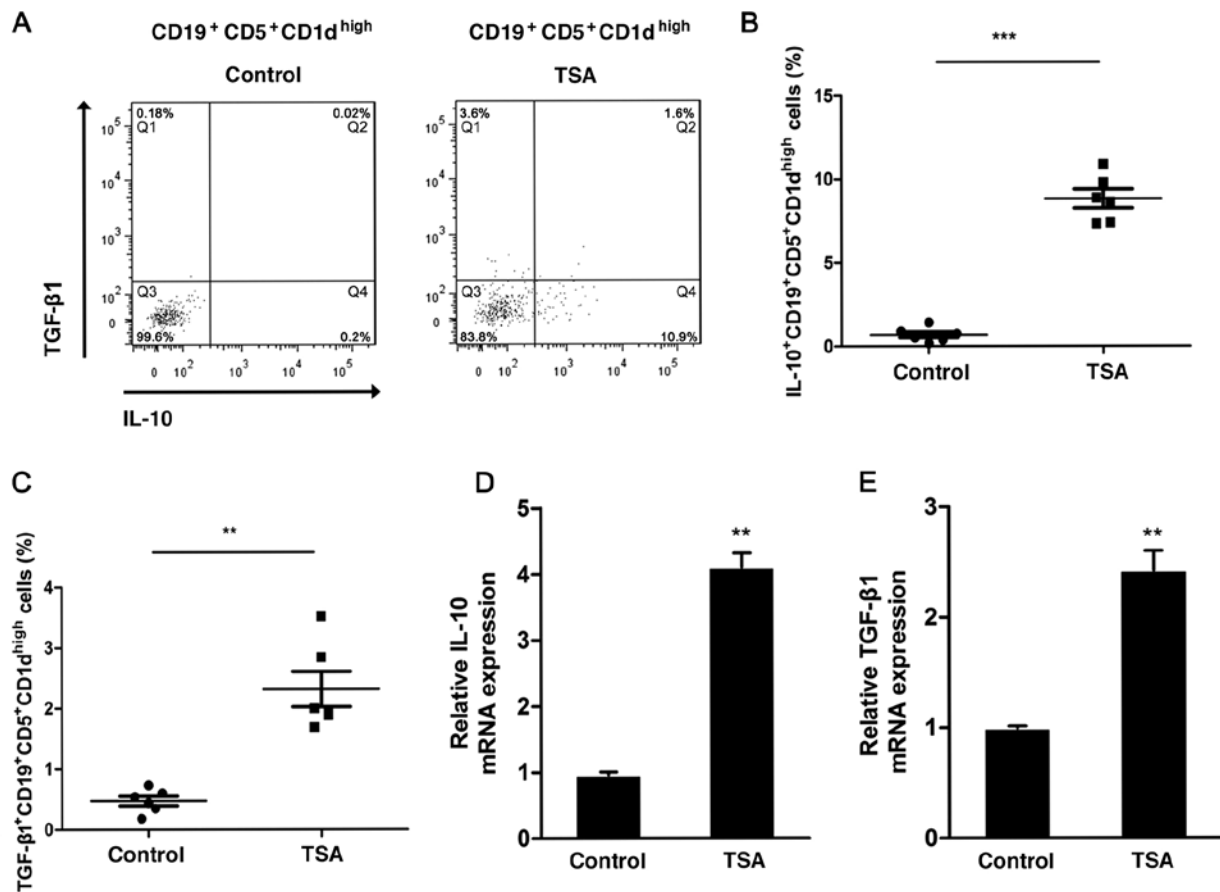 A
CD19+ CD5+CD1d high
Control
CD19+ CD5+CD1d high
TSA
TGF-β1
10⁵
10⁴
10³
10²
0
0.18%
Q1
0.02%
Q2
Q3
99.6%
Q4
0.2%
0 10² 10³ 10⁴ 10⁵
10⁵
10⁴
10³
10²
0
3.6%
Q1
1.6%
Q2
Q3
83.8%
Q4
10.9%
0 10² 10³ 10⁴ 10⁵
IL-10
B
***
IL-10+CD19+CD5+CD1d high cells (%)
15
10
5
0
Control TSA
C
**
TGF-β1+CD19+CD5+CD1d high cells (%)
4
3
2
1
0
Control TSA
D
Relative IL-10
mRNA expression
5
4
3
2
1
0
**
Control TSA
E
Relative TGF-β1
mRNA expression
3
2
1
0
**
Control TSA